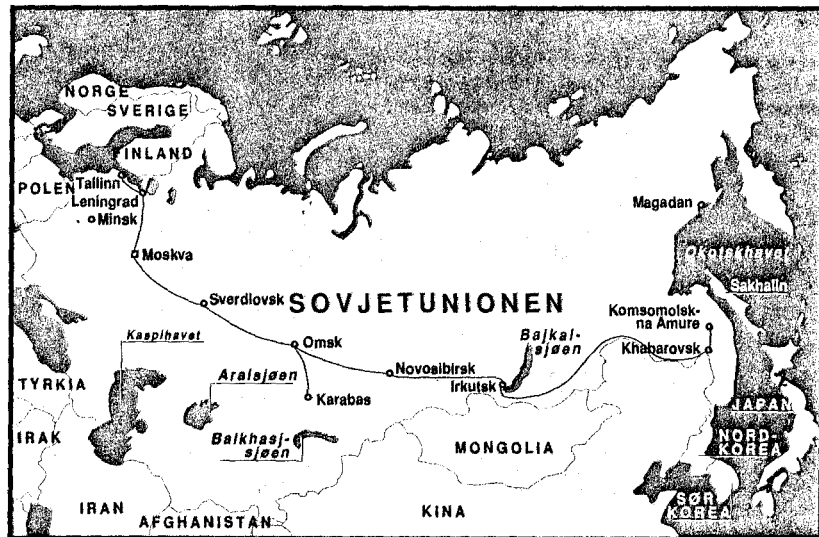 NORGE
SVERIGE
FINLAND
POLEN
Tallinn
Leningrad
Minsk
Moskva
Magadan
Okotskhavet
Sakhalin
Sverdlovsk
SOVJETUNIONEN
Komsomolsk-
na Amure
Khabarovsk
Kaspihavet
Omsk
Bajkal-
sjøen
Novosibirsk
Irkutsk
TYRKIA
Aralsjøen
Karabas
JAPAN
IRAK
Balkhasj-
sjøen
MONGOLIA
NORD-
KOREA
IRAN
AFGHANISTAN
KINA
SØR
KOREA